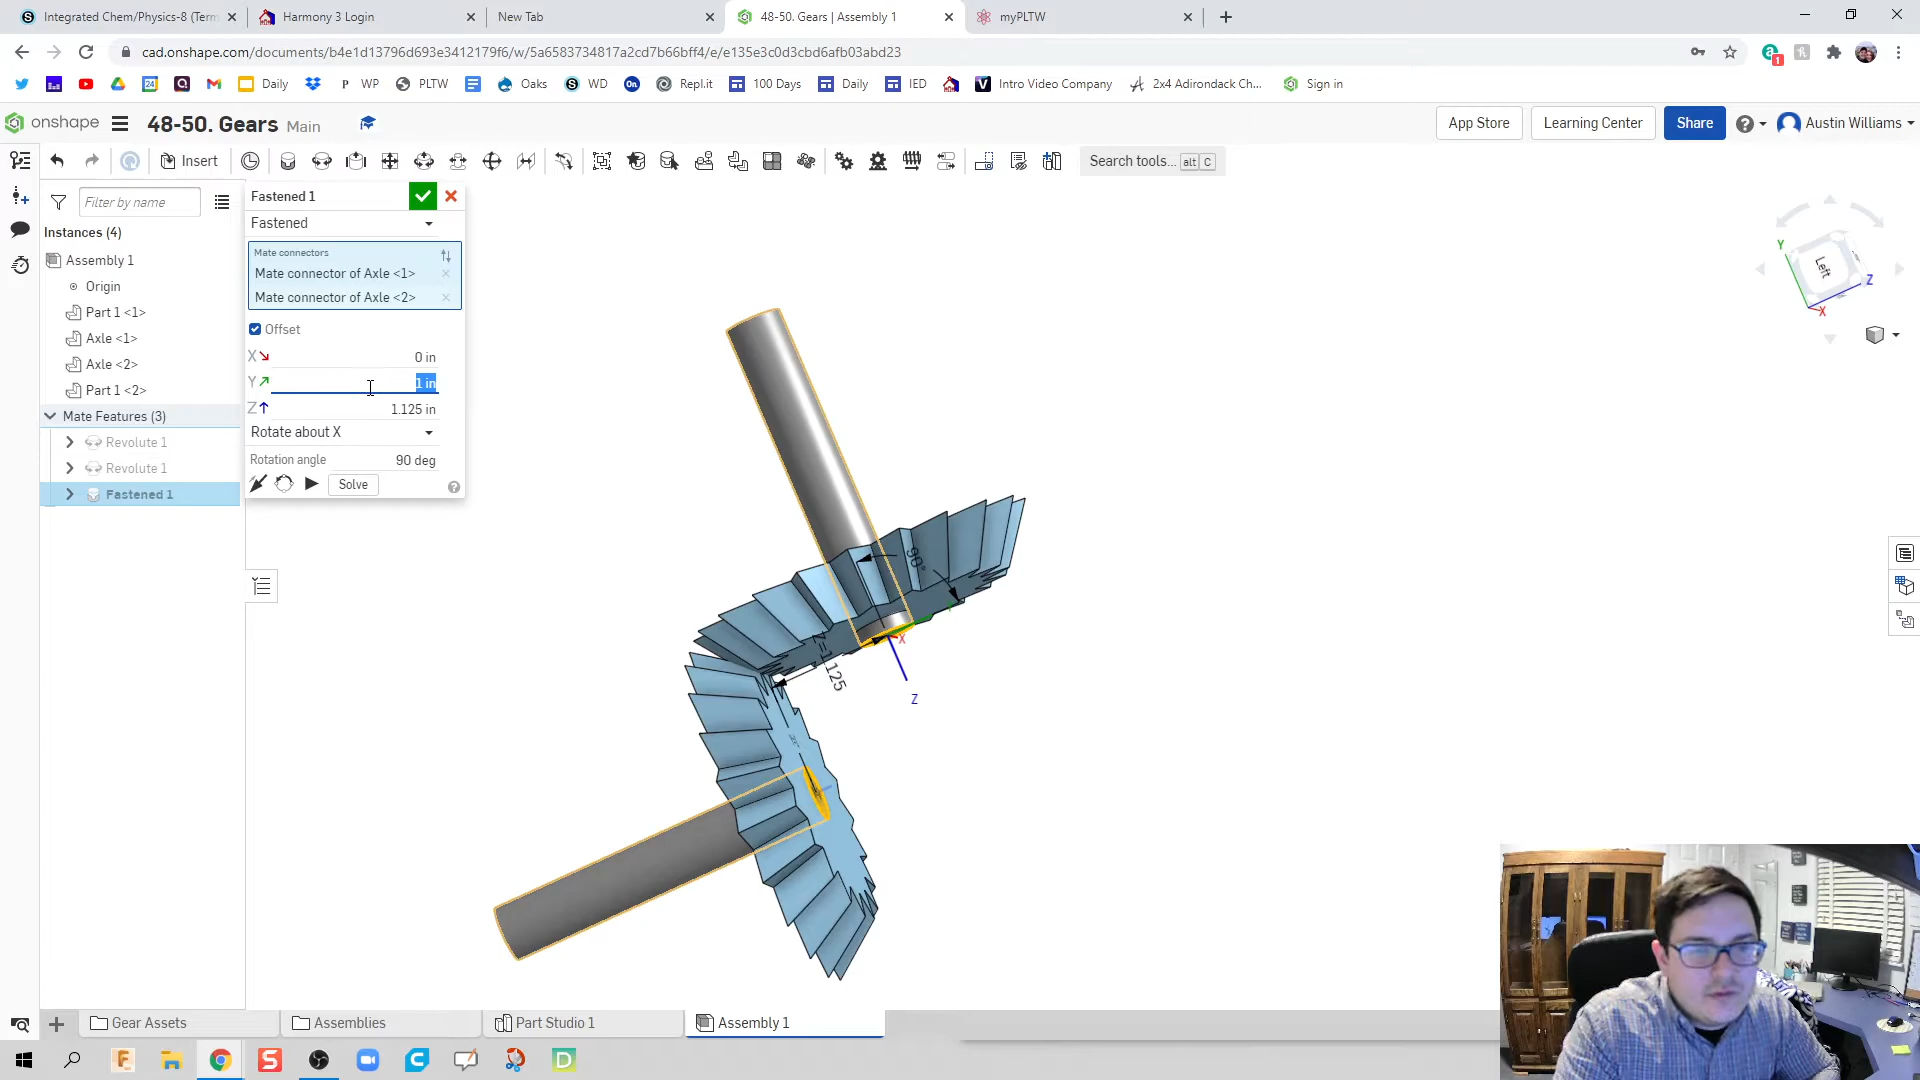 Integrated Chem/Physics-8 (Term
Harmony 3 Login
New Tab
48-50. Gears | Assembly 1
myPLTW
cad.onshape.com/documents/b4e1d13796d693e3412179f6/w/5a6583734817a2cd7b66bff4/e/e135e3c0d3cbd6afb03abd23
Daily
WP
PLTW
Oaks
WD
Repl.it
100 Days
Daily
IED
Intro Video Company
2x4 Adirondack Ch...
Sign in
onshape
48-50. Gears Main
App Store
Learning Center
Share
Austin Williams
Insert
Search tools... alt C
Filter by name
Instances (4)
Assembly 1
Origin
Part 1 <1>
Axle <1>
Axle <2>
Part 1 <2>
Mate Features (3)
Revolute 1
Revolute 1
Fastened 1
Fastened 1
Fastened
Mate connectors
Mate connector of Axle <1>
Mate connector of Axle <2>
Offset
X 0 in
Y 1 in
Z 1.125 in
Rotate about X
Rotation angle 90 deg
Solve
90°
X
Z=1.125
Z
Y
Left
Z
X
Gear Assets
Assemblies
Part Studio 1
Assembly 1